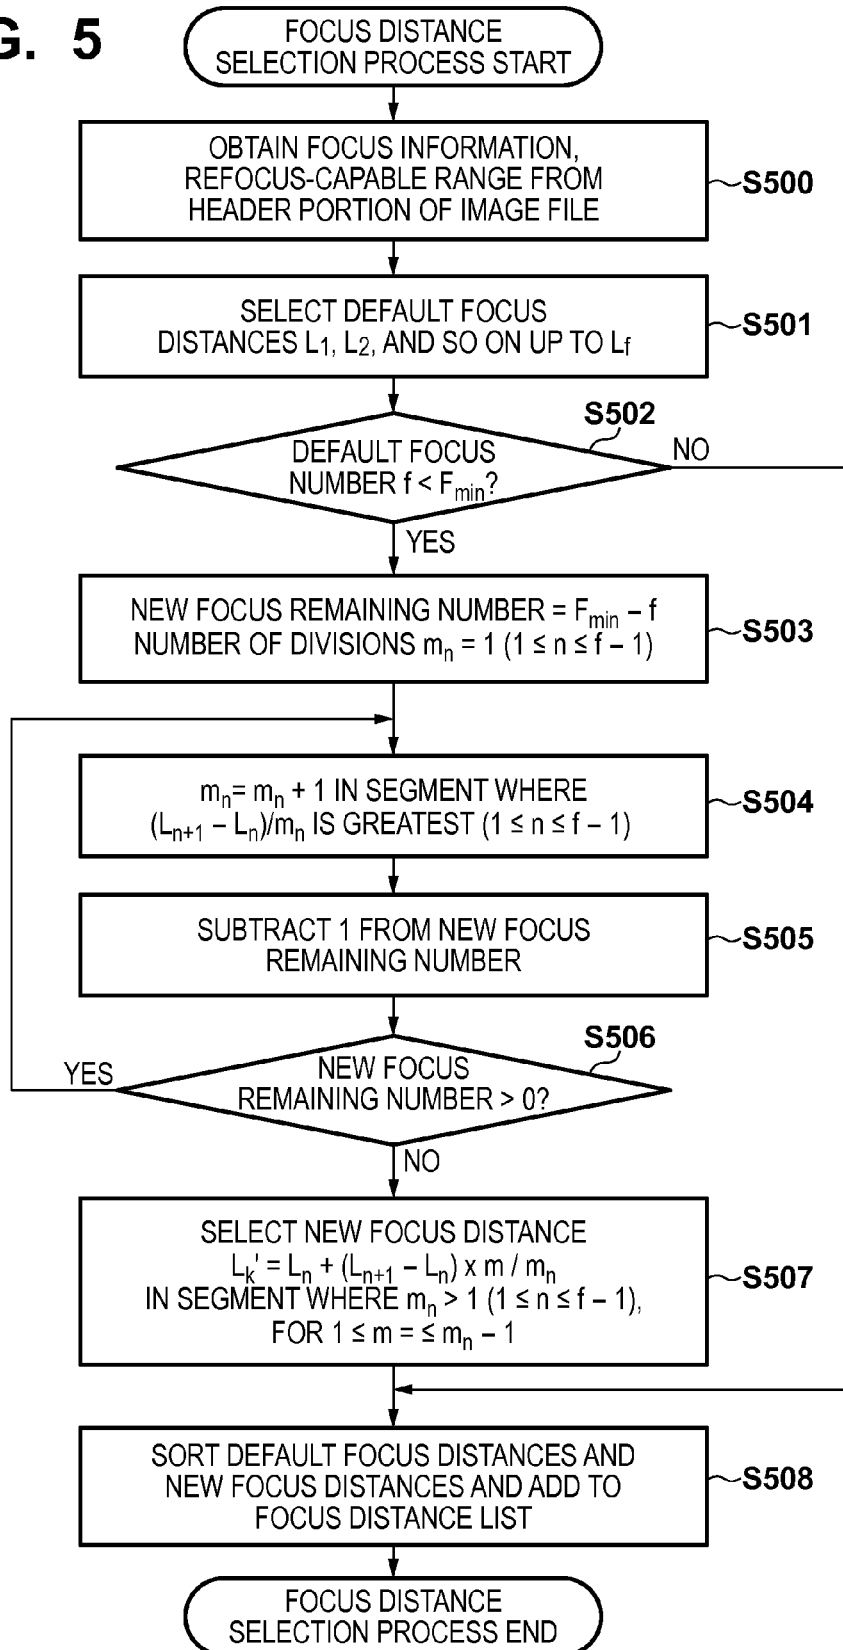 G. 5
FOCUS DISTANCE
SELECTION PROCESS START
OBTAIN FOCUS INFORMATION,
REFOCUS-CAPABLE RANGE FROM
HEADER PORTION OF IMAGE FILE
S500
SELECT DEFAULT FOCUS
DISTANCES L1, L2, AND SO ON UP TO Lf
S501
S502
DEFAULT FOCUS
NUMBER f < Fmin?
NO
YES
NEW FOCUS REMAINING NUMBER = Fmin – f
NUMBER OF DIVISIONS mn = 1 (1 ≤ n ≤ f – 1)
S503
mn= mn + 1 IN SEGMENT WHERE
(Ln+1 – Ln)/mn IS GREATEST (1 ≤ n ≤ f – 1)
S504
SUBTRACT 1 FROM NEW FOCUS
REMAINING NUMBER
S505
S506
NEW FOCUS
REMAINING NUMBER > 0?
YES
NO
SELECT NEW FOCUS DISTANCE
Lk' = Ln + (Ln+1 – Ln) x m / mn
IN SEGMENT WHERE mn > 1 (1 ≤ n ≤ f – 1),
FOR 1 ≤ m = ≤ mn – 1
S507
SORT DEFAULT FOCUS DISTANCES AND
NEW FOCUS DISTANCES AND ADD TO
FOCUS DISTANCE LIST
S508
FOCUS DISTANCE
SELECTION PROCESS END